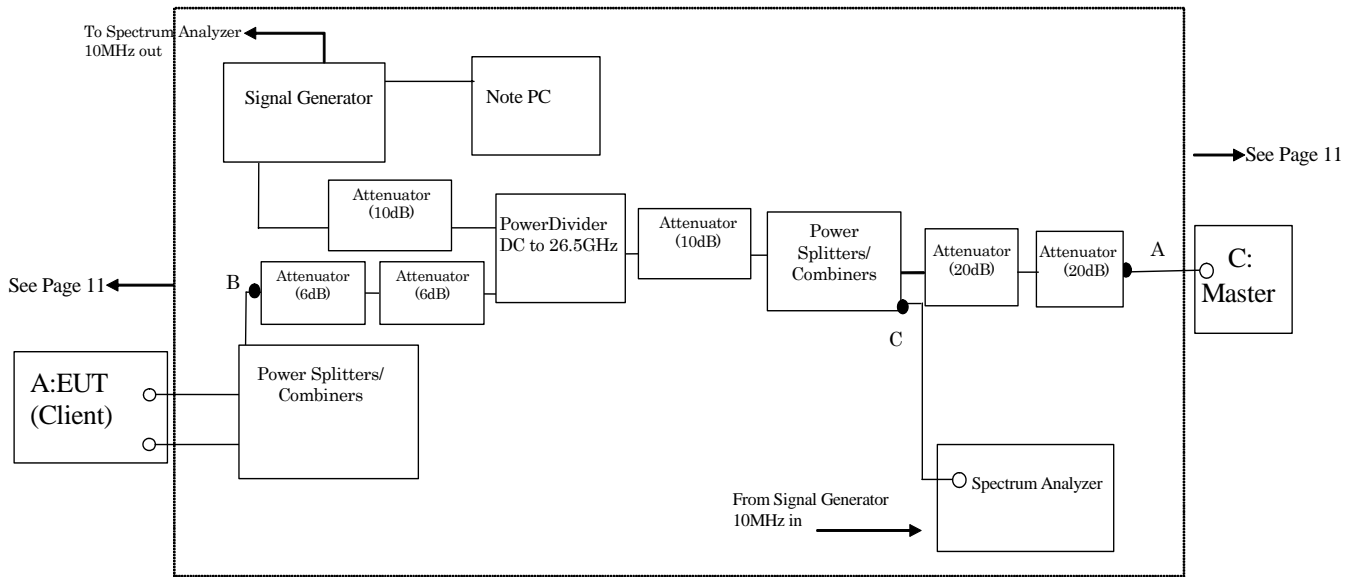 To Spectrum Analyzer
10MHz out
Signal Generator
Note PC
See Page 11
Attenuator
(10dB)
PowerDivider
DC to 26.5GHz
Attenuator
(10dB)
Power
Splitters/
Combiners
Attenuator
(20dB)
Attenuator
(20dB)
A
C:
Master
See Page 11
B
Attenuator
(6dB)
Attenuator
(6dB)
C
A:EUT
(Client)
Power Splitters/
Combiners
Spectrum Analyzer
From Signal Generator
10MHz in